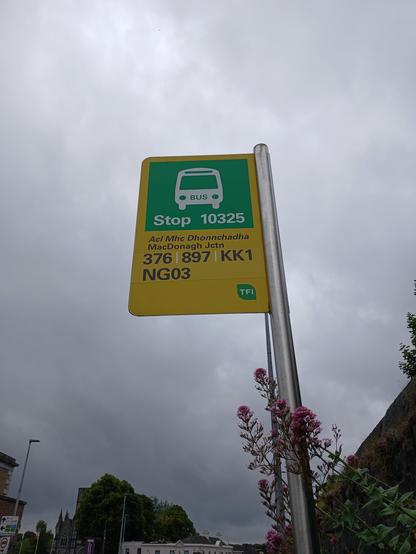 BUS
Stop 10325
Acl Mhc Dhonnchadha
MacDonagh Jctn
376 | 897 | KK1
NG03
TFI